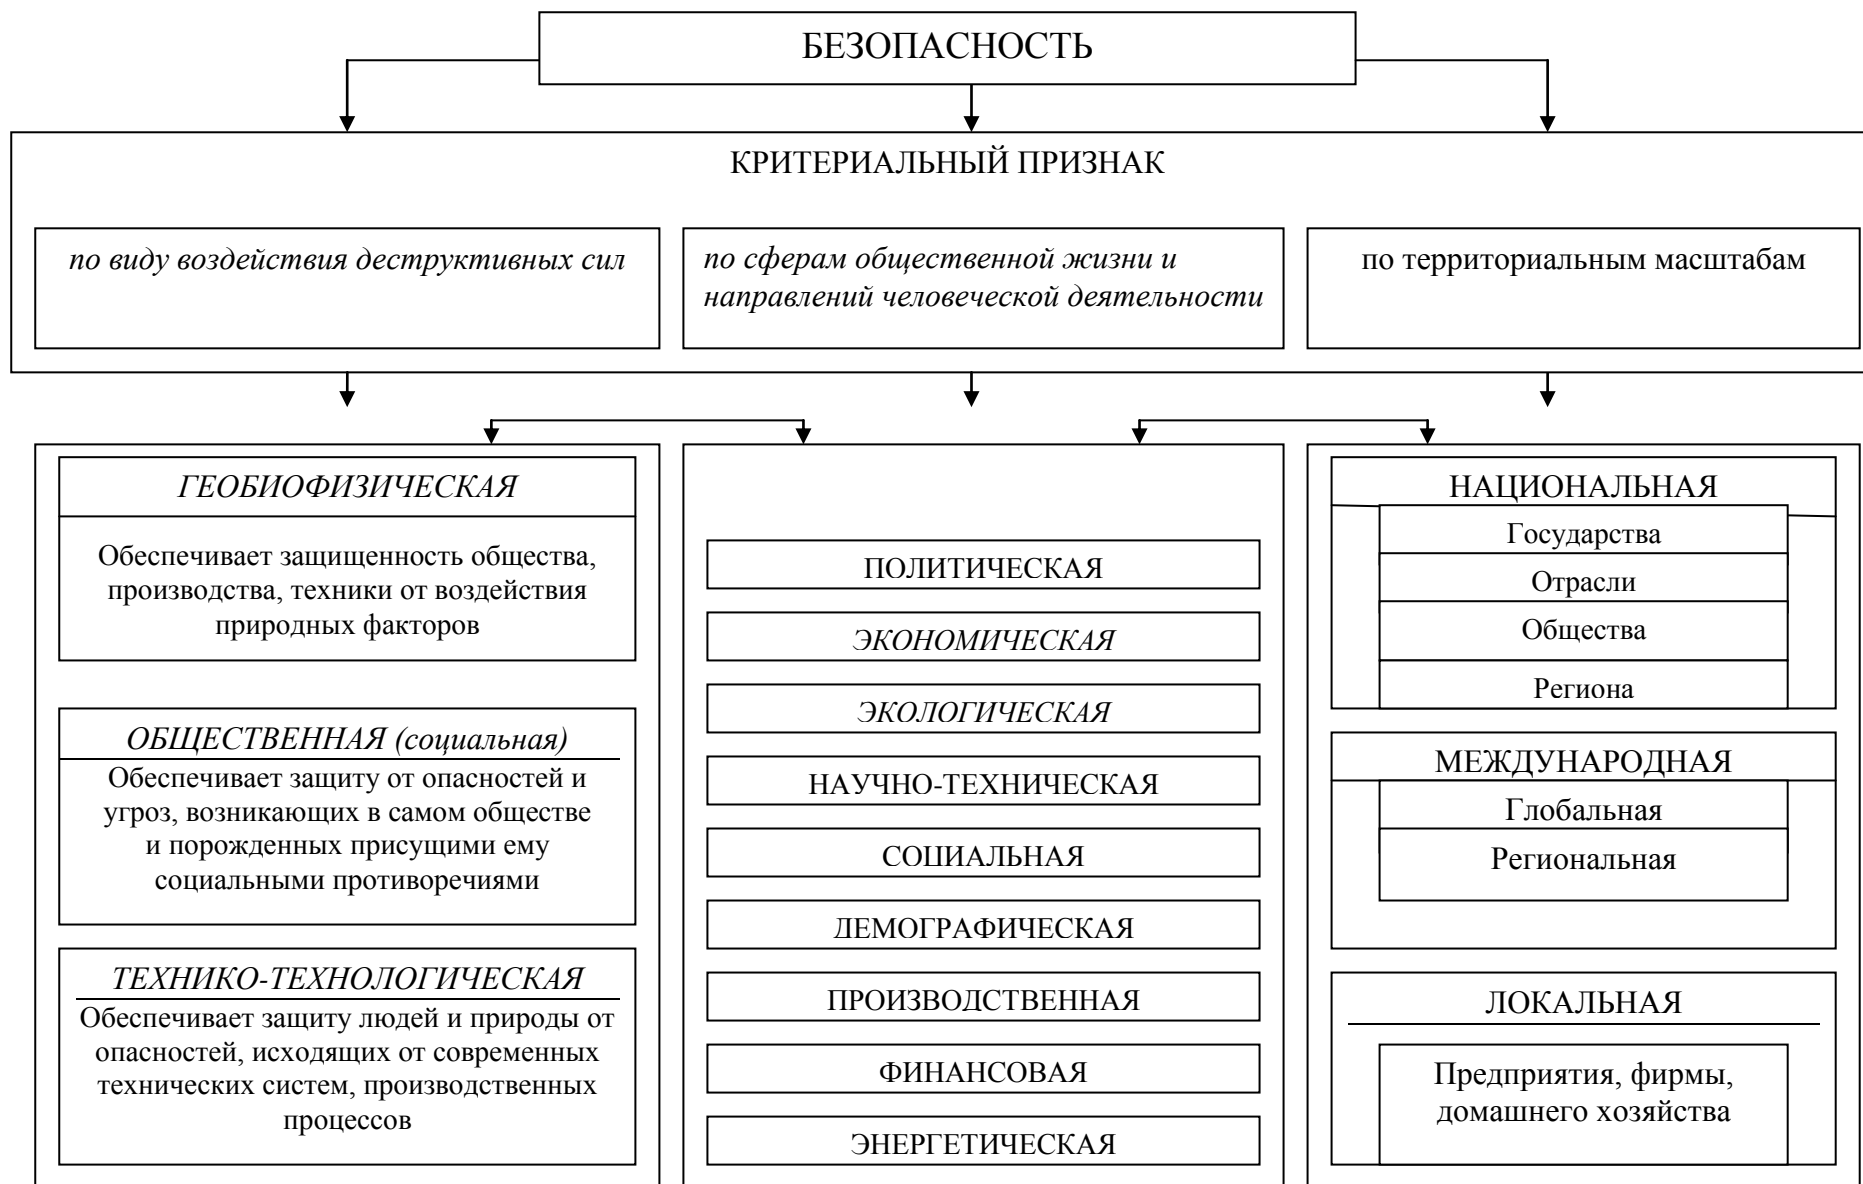 БЕЗОПАСНОСТЬ
КРИТЕРИАЛЬНЫЙ ПРИЗНАК
по виду воздействия деструктивных сил
по сферам общественной жизни и
направлений человеческой деятельности
по территориальным масштабам
ГЕОБИОФИЗИЧЕСКАЯ
Обеспечивает защищенность общества,
производства, техники от воздействия
природных факторов
ОБЩЕСТВЕННАЯ (социальная)
Обеспечивает защиту от опасностей и
угроз, возникающих в самом обществе
и порожденных присущими ему
социальными противоречиями
ТЕХНИКО-ТЕХНОЛОГИЧЕСКАЯ
Обеспечивает защиту людей и природы от
опасностей, исходящих от современных
технических систем, производственных
процессов
ПОЛИТИЧЕСКАЯ
ЭКОНОМИЧЕСКАЯ
ЭКОЛОГИЧЕСКАЯ
НАУЧНО-ТЕХНИЧЕСКАЯ
СОЦИАЛЬНАЯ
ДЕМОГРАФИЧЕСКАЯ
ПРОИЗВОДСТВЕННАЯ
ФИНАНСОВАЯ
ЭНЕРГЕТИЧЕСКАЯ
НАЦИОНАЛЬНАЯ
Государства
Отрасли
Общества
Региона
МЕЖДУНАРОДНАЯ
Глобальная
Региональная
ЛОКАЛЬНАЯ
Предприятия, фирмы,
домашнего хозяйства